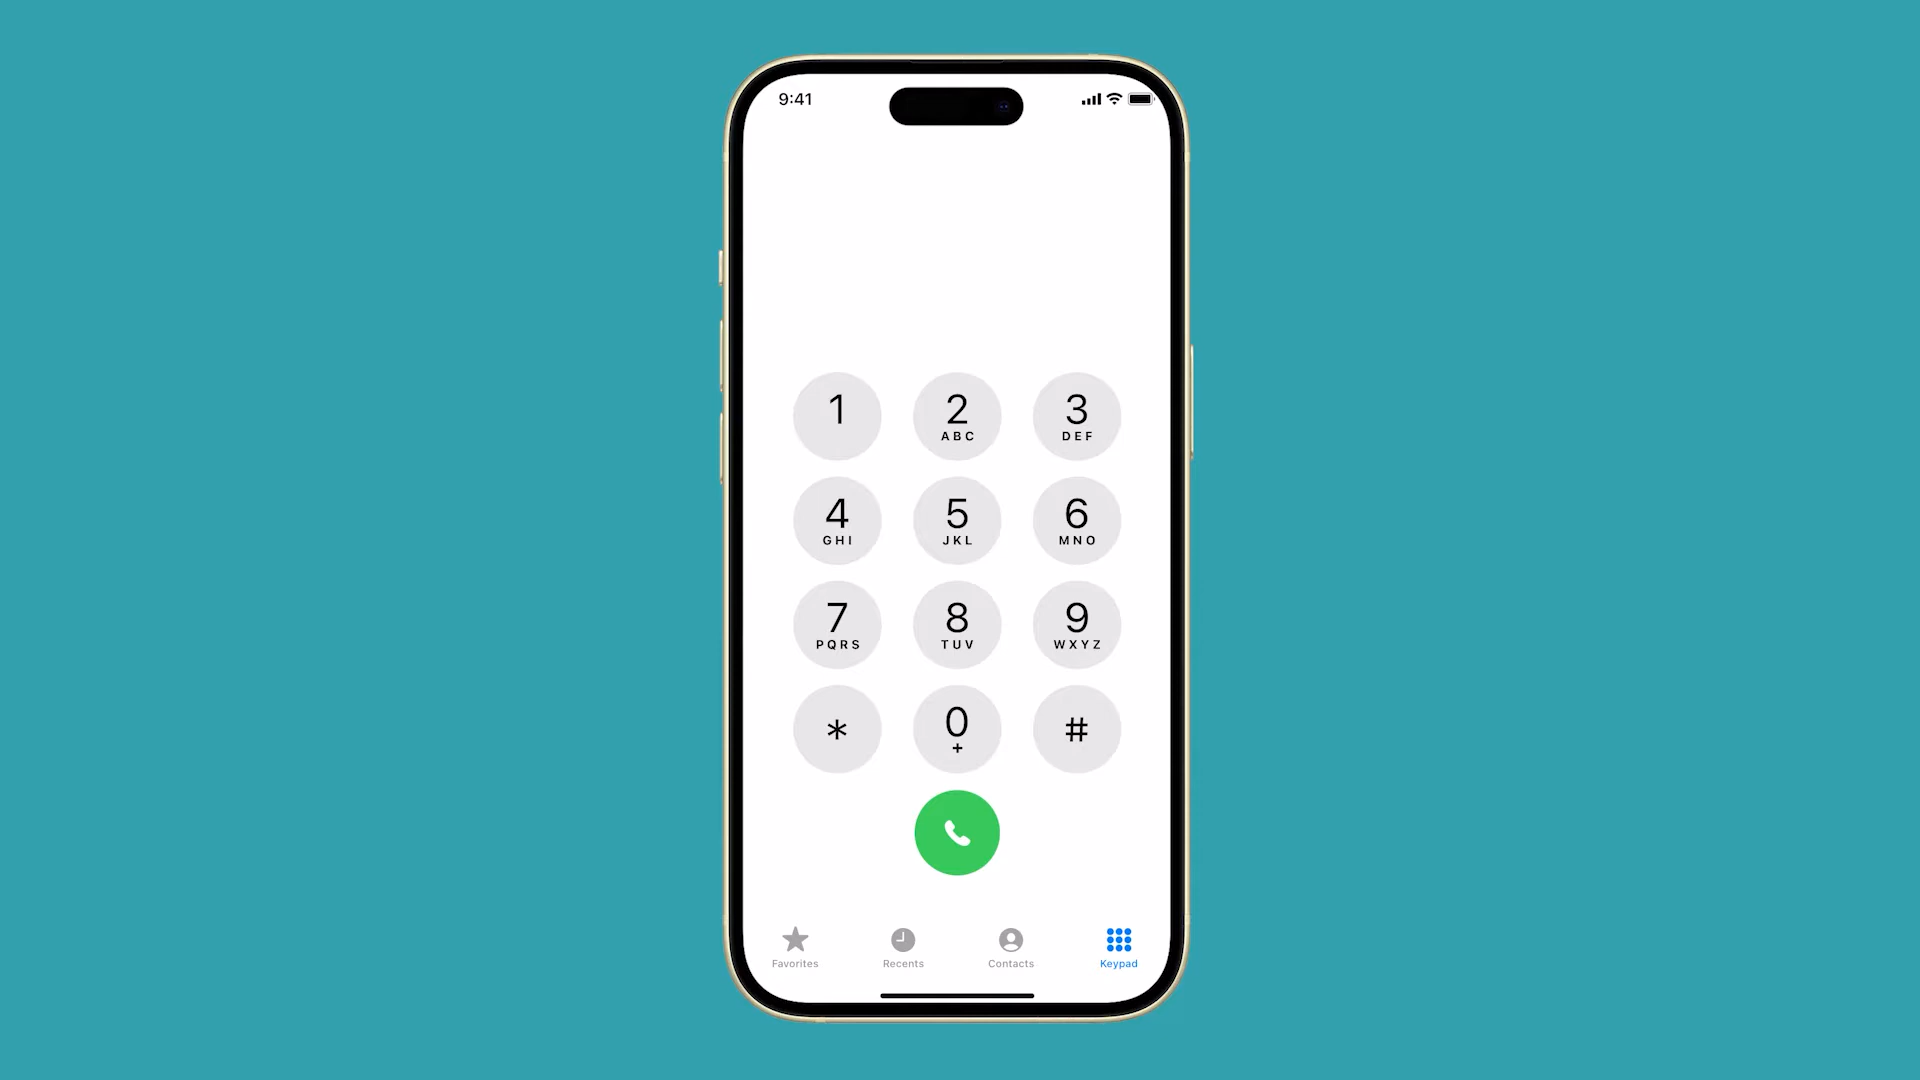 9:41
1
2
ABC
3
DEF
4
GHI
5
JKL
6
MNO
7
PQRS
8
TUV
9
WXYZ
*
0
+
#
Favorites
Recents
Contacts
Keypad